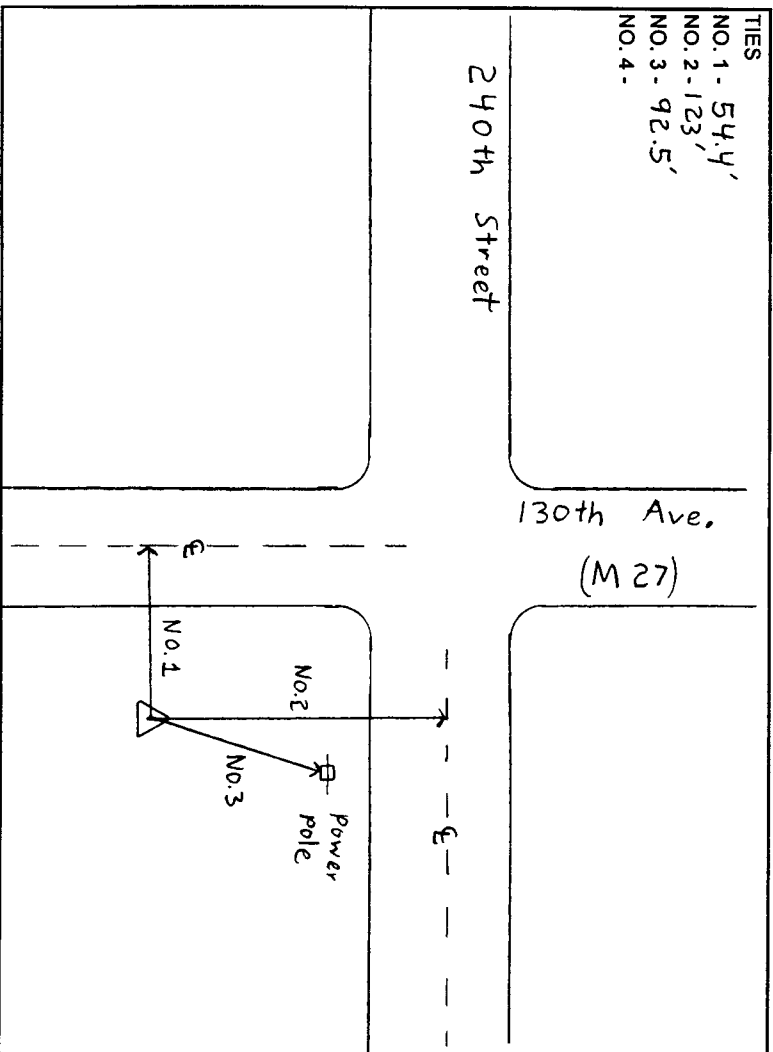 TIES
NO. 1 - 54.4'
NO. 2 - 123'
NO. 3 - 92.5'
NO. 4 -
240th Street
130th Ave.
(M 27)
℄
NO.1
NO.2
NO.3
Power
pole
℄